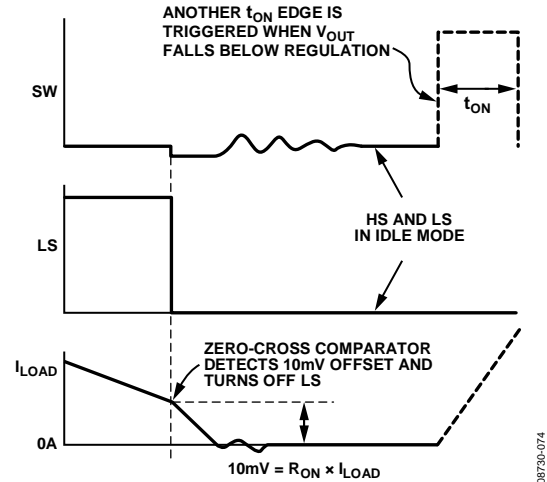 ANOTHER tON EDGE IS
TRIGGERED WHEN VOUT
FALLS BELOW REGULATION
SW
tON
HS AND LS
IN IDLE MODE
LS
ZERO-CROSS COMPARATOR
DETECTS 10mV OFFSET AND
TURNS OFF LS
ILOAD
0A
10mV = RON × ILOAD
08730-074